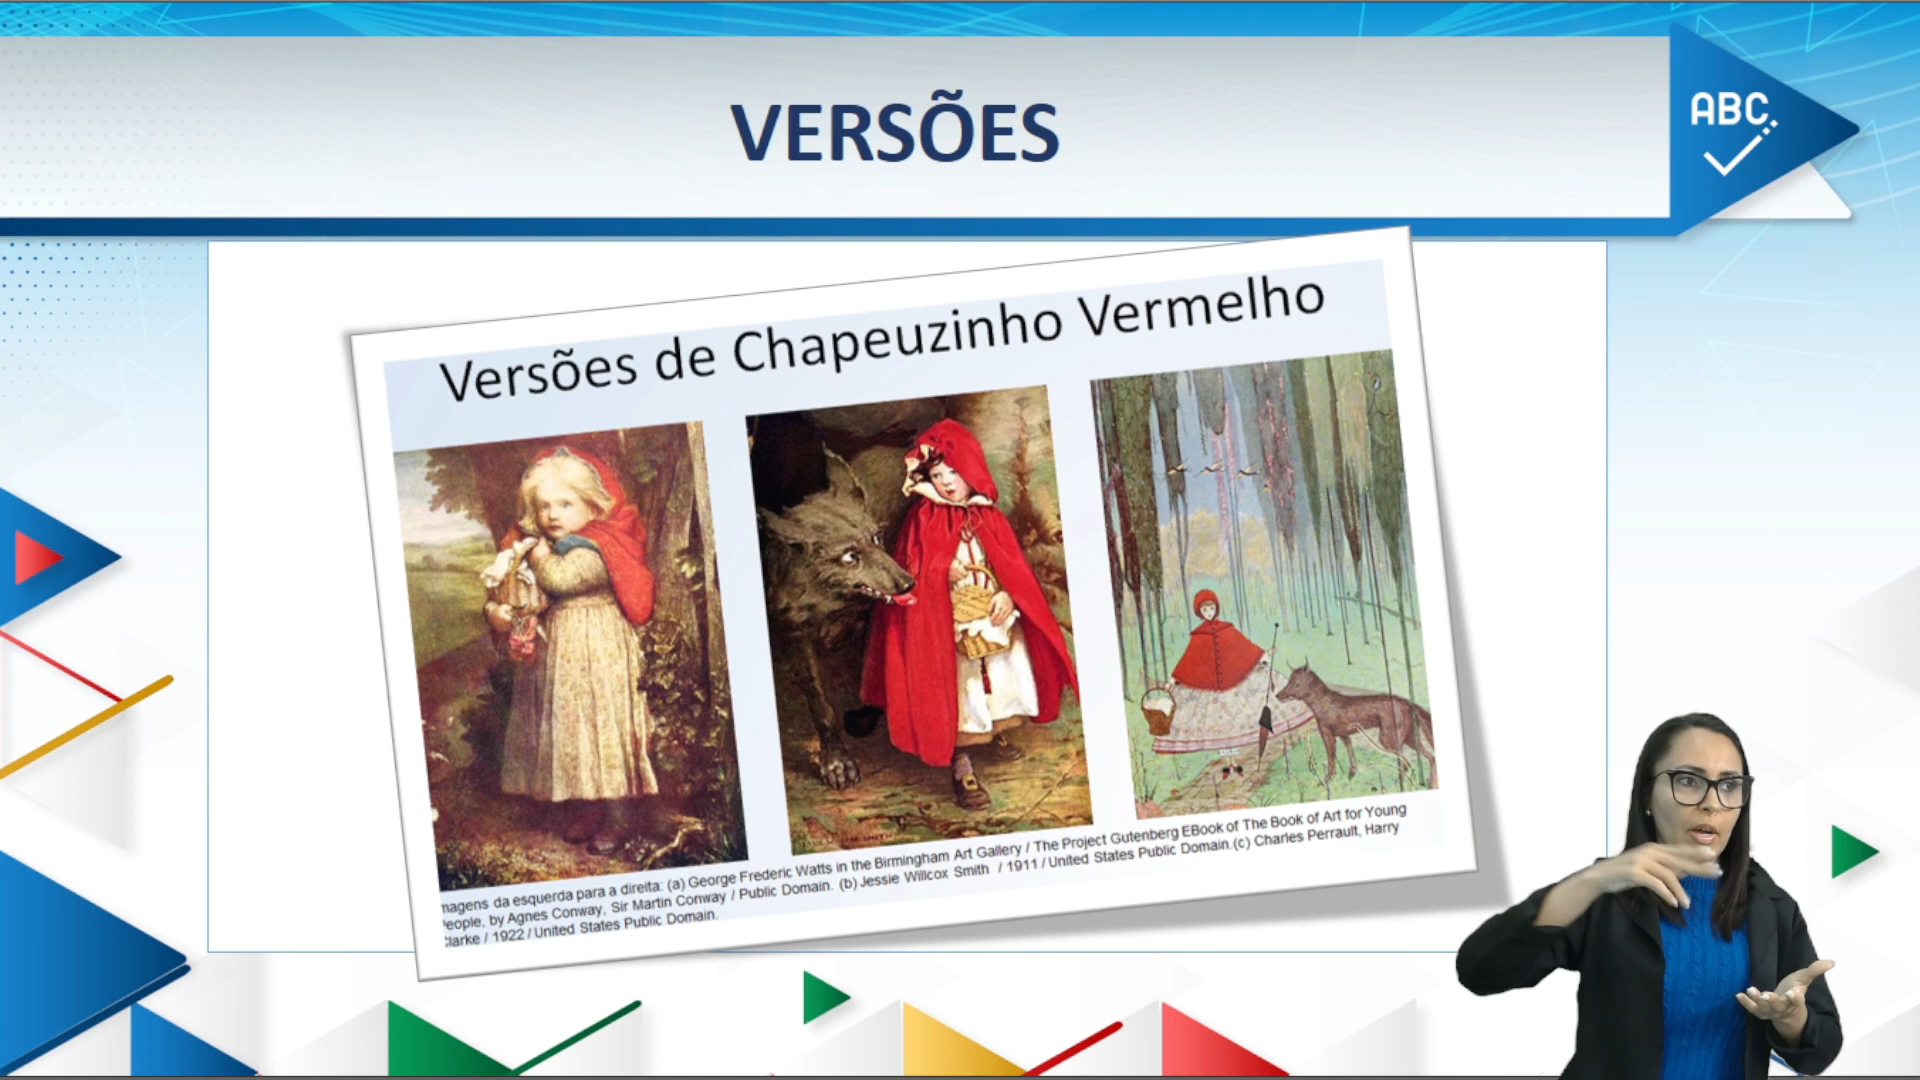 VERSÕES
ABC
Versões de Chapeuzinho Vermelho
magens da esquerda para a direita: (a) George Frederic Watts in the Birmingham Art Gallery / The Project Gutenberg EBook of The Book of Art for Young
eople, by Agnes Conway, Sir Martin Conway / Public Domain. (b) Jessie Willcox Smith / 1911 / United States Public Domain.(c) Charles Perrault, Harry
larke / 1922 / United States Public Domain.